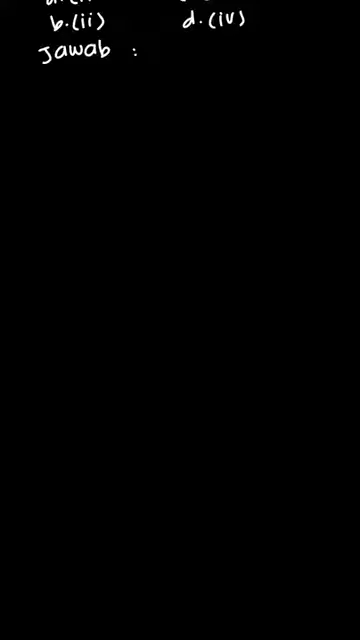 b. (ii) d. (iv)
Jawab :